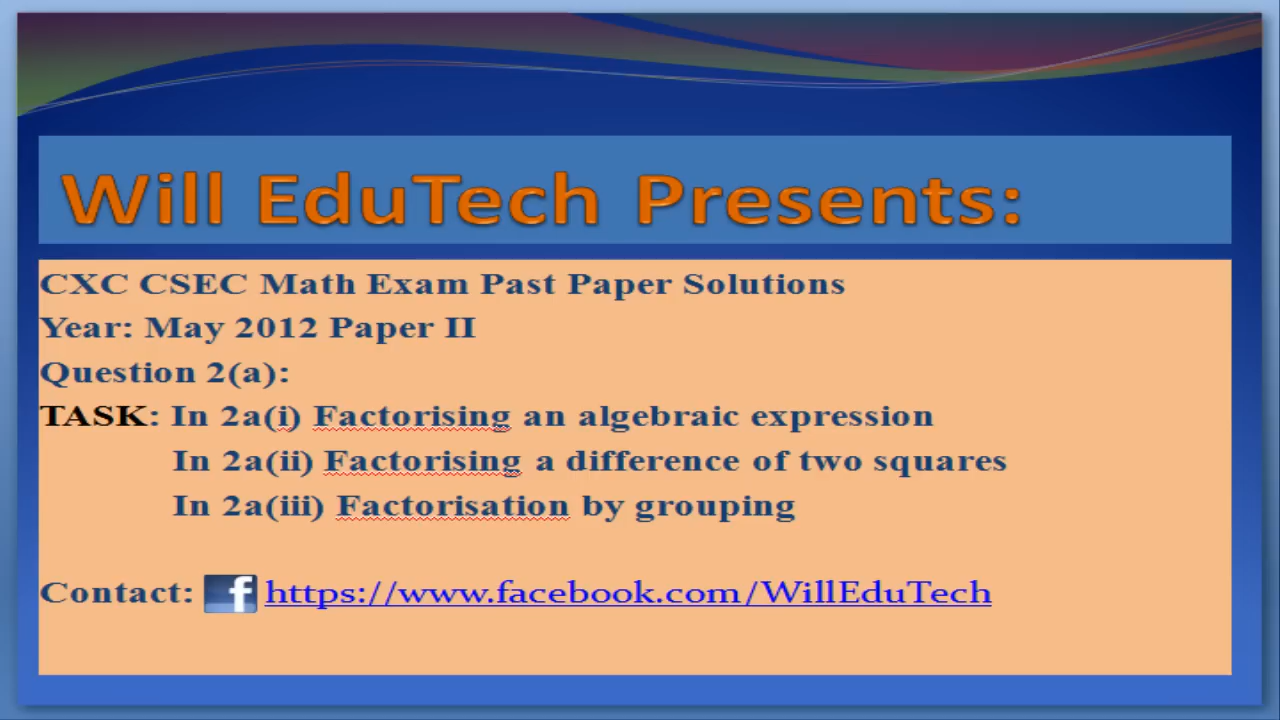 Will EduTech Presents:
CXC CSEC Math Exam Past Paper Solutions
Year: May 2012 Paper II
Question 2(a):
TASK: In 2a(i) Factorising an algebraic expression
In 2a(ii) Factorising a difference of two squares
In 2a(iii) Factorisation by grouping
Contact: f https://www.facebook.com/WillEduTech